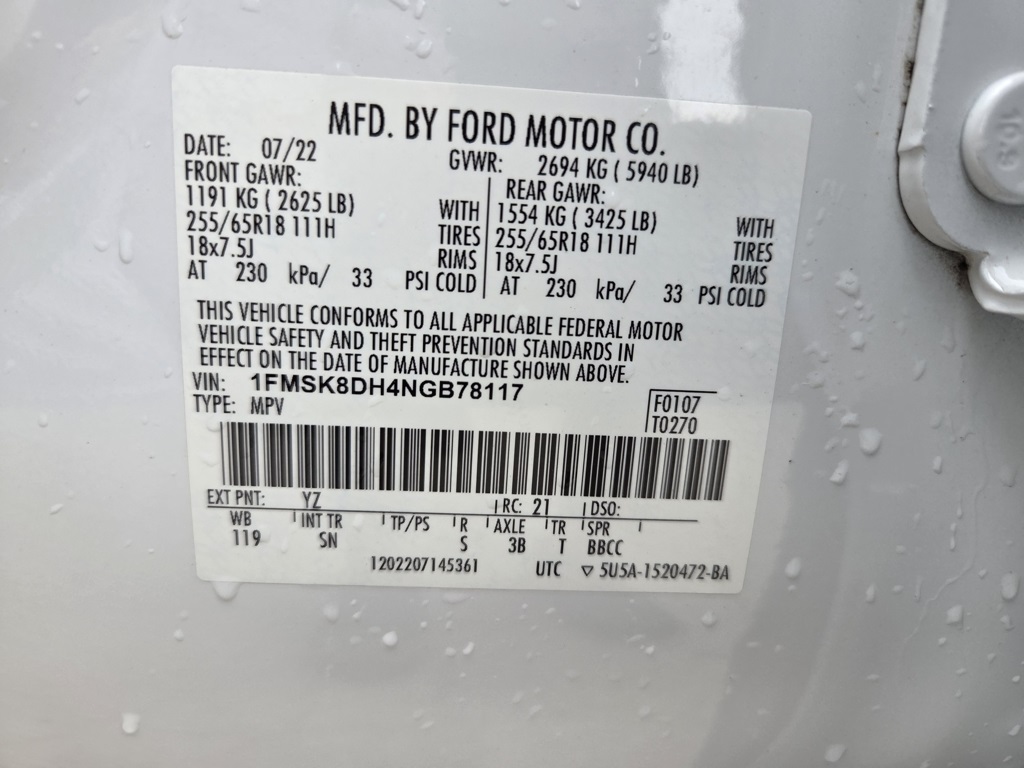 MFD. BY FORD MOTOR CO.
DATE: 07/22 GVWR: 2694 KG ( 5940 LB)
FRONT GAWR: REAR GAWR:
1191 KG ( 2625 LB) WITH 1554 KG ( 3425 LB) WITH
255/65R18 111H TIRES 255/65R18 111H TIRES
18x7.5J RIMS 18x7.5J RIMS
AT 230 kPa/ 33 PSI COLD AT 230 kPa/ 33 PSI COLD
THIS VEHICLE CONFORMS TO ALL APPLICABLE FEDERAL MOTOR
VEHICLE SAFETY AND THEFT PREVENTION STANDARDS IN
EFFECT ON THE DATE OF MANUFACTURE SHOWN ABOVE.
VIN: 1FMSK8DH4NGB78117
TYPE: MPV
F0107
T0270
EXT PNT: YZ RC: 21 DSO:
WB INT TR TP/PS R AXLE TR SPR
119 SN S 3B T BBCC
1202207145361 UTC ▽ 5U5A-1520472-BA
10.9